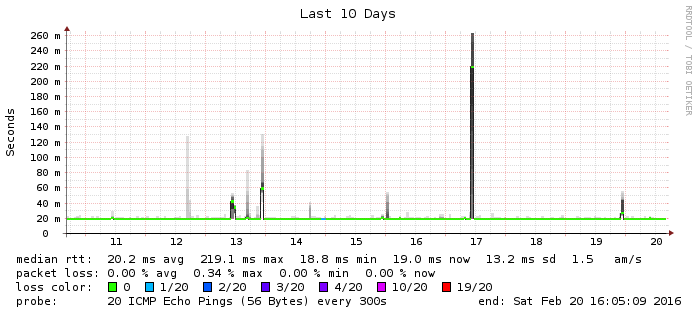 Last 10 Days
RRDTOOL / TOBI OETIKER
Seconds
260 m
240 m
220 m
200 m
180 m
160 m
140 m
120 m
100 m
80 m
60 m
40 m
20 m
0
11 12 13 14 15 16 17 18 19 20
median rtt: 20.2 ms avg 219.1 ms max 18.8 ms min 19.0 ms now 13.2 ms sd 1.5 am/s
packet loss: 0.00 % avg 0.34 % max 0.00 % min 0.00 % now
loss color: 0 1/20 2/20 3/20 4/20 10/20 19/20
probe: 20 ICMP Echo Pings (56 Bytes) every 300s end: Sat Feb 20 16:05:09 2016